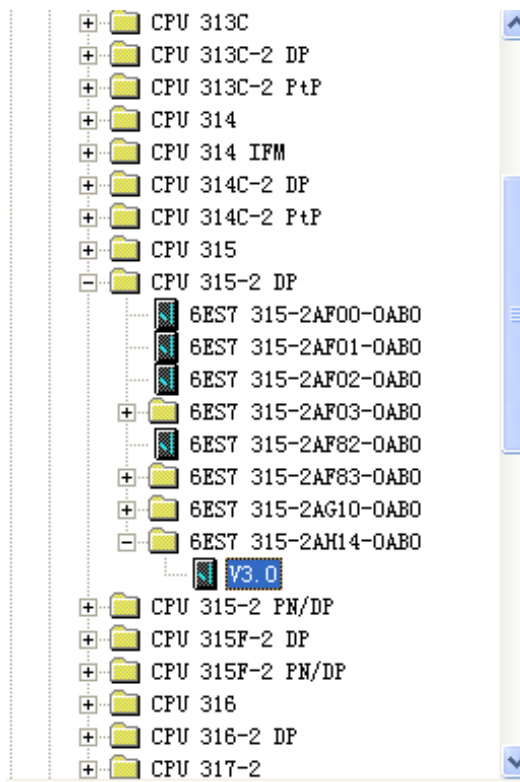 CPU 313C
CPU 313C-2 DP
CPU 313C-2 PtP
CPU 314
CPU 314 IFM
CPU 314C-2 DP
CPU 314C-2 PtP
CPU 315
CPU 315-2 DP
6ES7 315-2AF00-0AB0
6ES7 315-2AF01-0AB0
6ES7 315-2AF02-0AB0
6ES7 315-2AF03-0AB0
6ES7 315-2AF82-0AB0
6ES7 315-2AF83-0AB0
6ES7 315-2AG10-0AB0
6ES7 315-2AH14-0AB0
V3.0
CPU 315-2 PN/DP
CPU 315F-2 DP
CPU 315F-2 PN/DP
CPU 316
CPU 316-2 DP
CPU 317-2